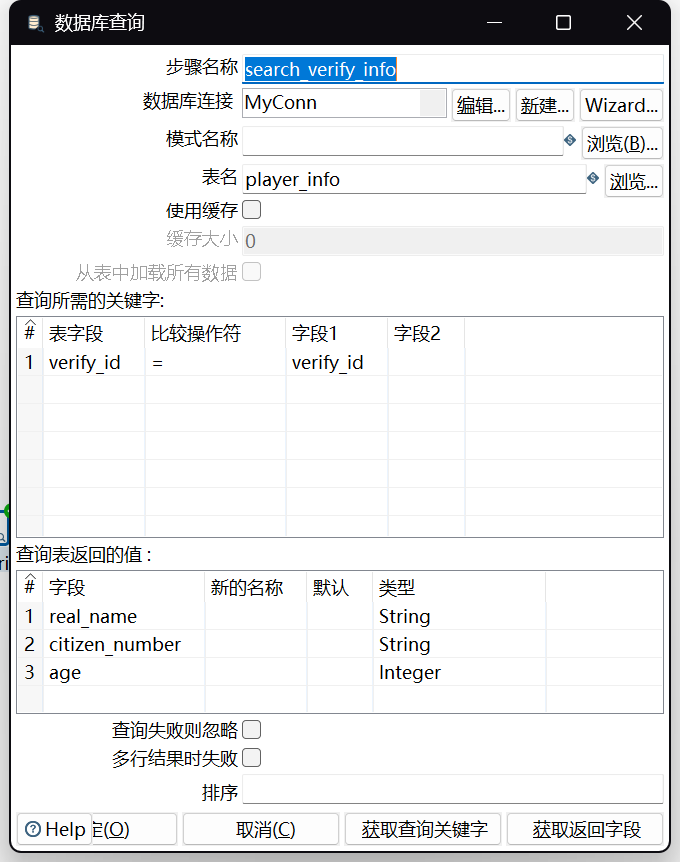 数据库查询
步骤名称 search_verify_info
数据库连接 MyConn 编辑... 新建... Wizard...
模式名称 浏览(B)...
表名 player_info 浏览...
使用缓存
缓存大小 0
从表中加载所有数据
查询所需的关键字:
# 表字段 比较操作符 字段1 字段2
1 verify_id = verify_id
查询表返回的值 :
# 字段 新的名称 默认 类型
1 real_name String
2 citizen_number String
3 age Integer
查询失败则忽略
多行结果时失败
排序
Help (O) 取消(C) 获取查询关键字 获取返回字段